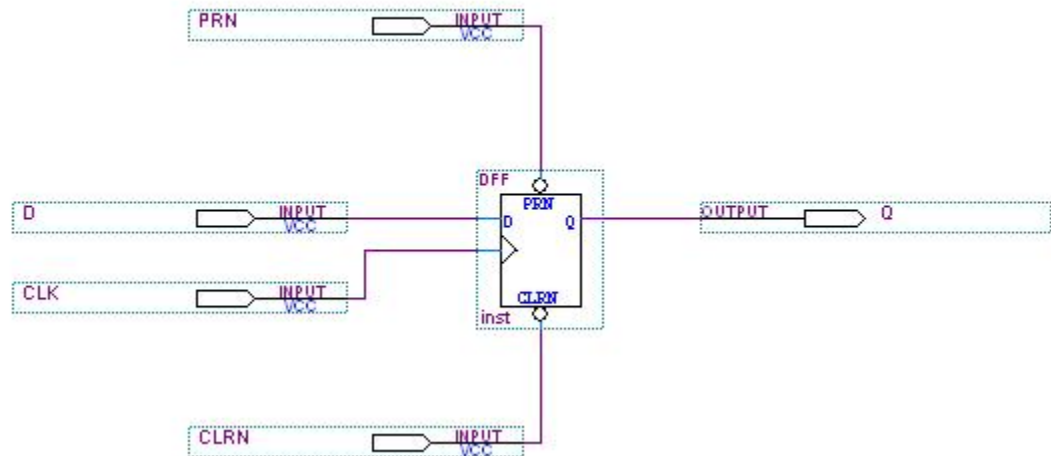 PRN INPUT
VCC
DFF
PRN
D INPUT
VCC
D Q
OUTPUT Q
CLK INPUT
VCC
CLRN
inst
CLRN INPUT
VCC